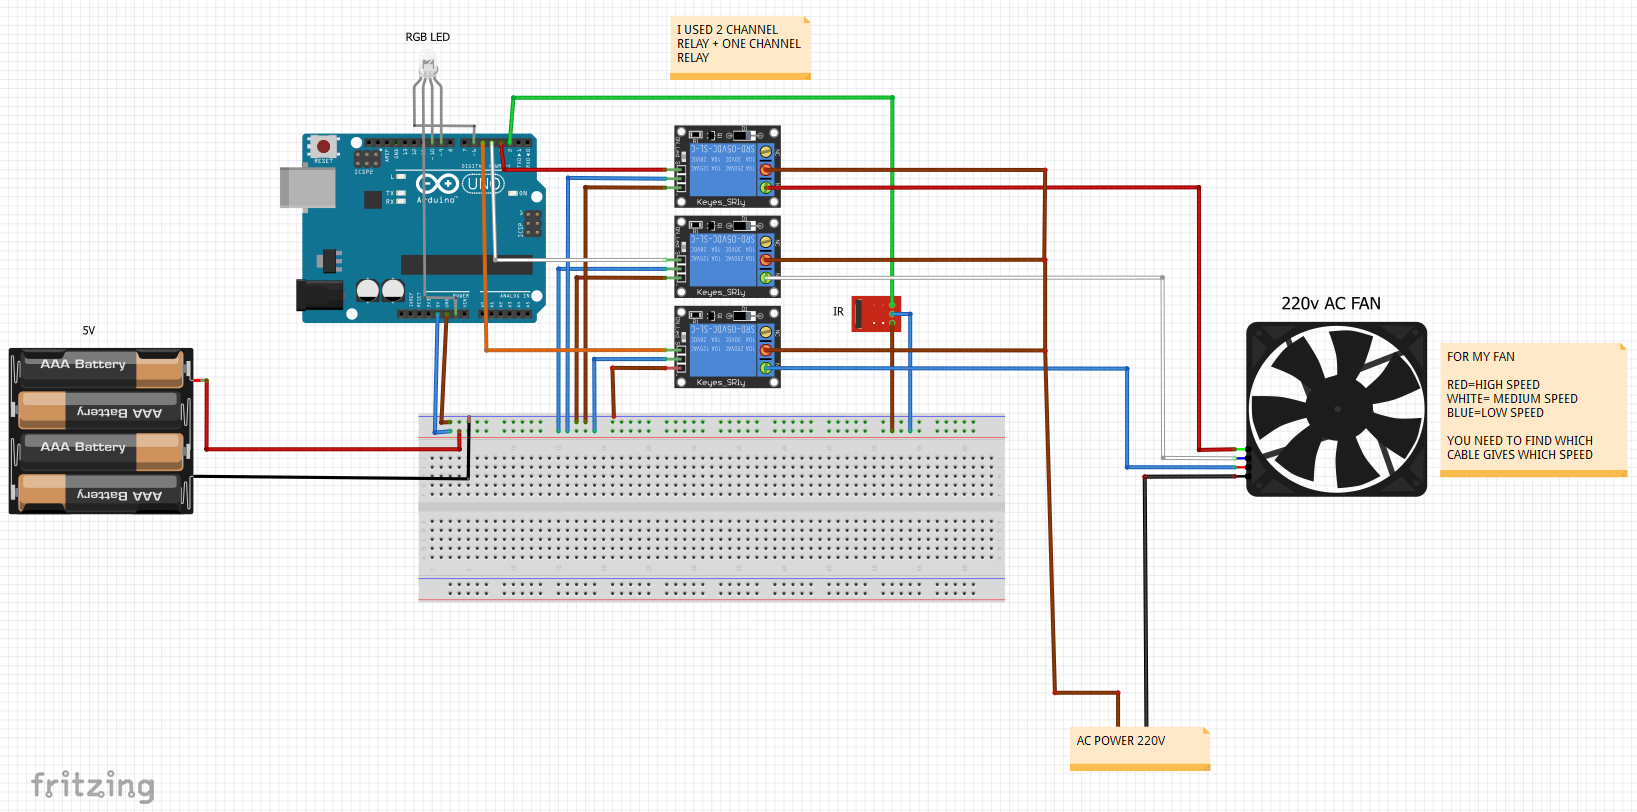 RGB LED
I USED 2 CHANNEL
RELAY + ONE CHANNEL
RELAY
RESET
ICSP2
L
TX
RX
Arduino
UNO
ON
ICSP
POWER
ANALOG IN
SRD-05VDC-SL-C
Keyes_SRly
SRD-05VDC-SL-C
Keyes_SRly
SRD-05VDC-SL-C
Keyes_SRly
IR
5V
AAA Battery
AAA Battery
AAA Battery
AAA Battery
220v AC FAN
FOR MY FAN
RED=HIGH SPEED
WHITE= MEDIUM SPEED
BLUE=LOW SPEED
YOU NEED TO FIND WHICH
CABLE GIVES WHICH SPEED
AC POWER 220V
fritzing